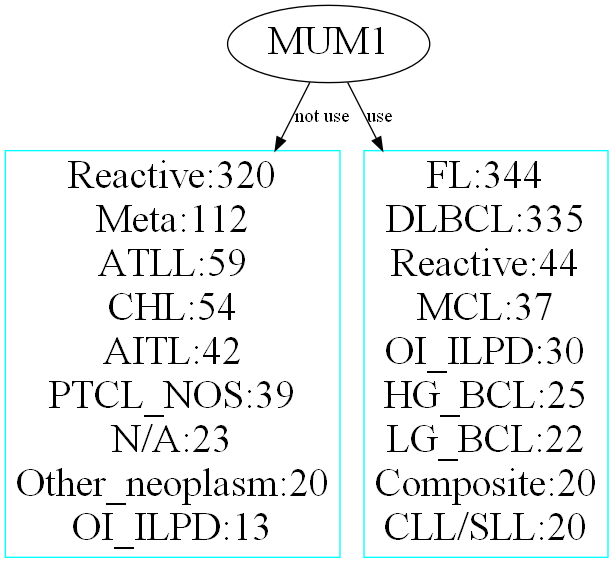 MUM1
not use
use
Reactive:320
Meta:112
ATLL:59
CHL:54
AITL:42
PTCL_NOS:39
N/A:23
Other_neoplasm:20
OI_ILPD:13
FL:344
DLBCL:335
Reactive:44
MCL:37
OI_ILPD:30
HG_BCL:25
LG_BCL:22
Composite:20
CLL/SLL:20